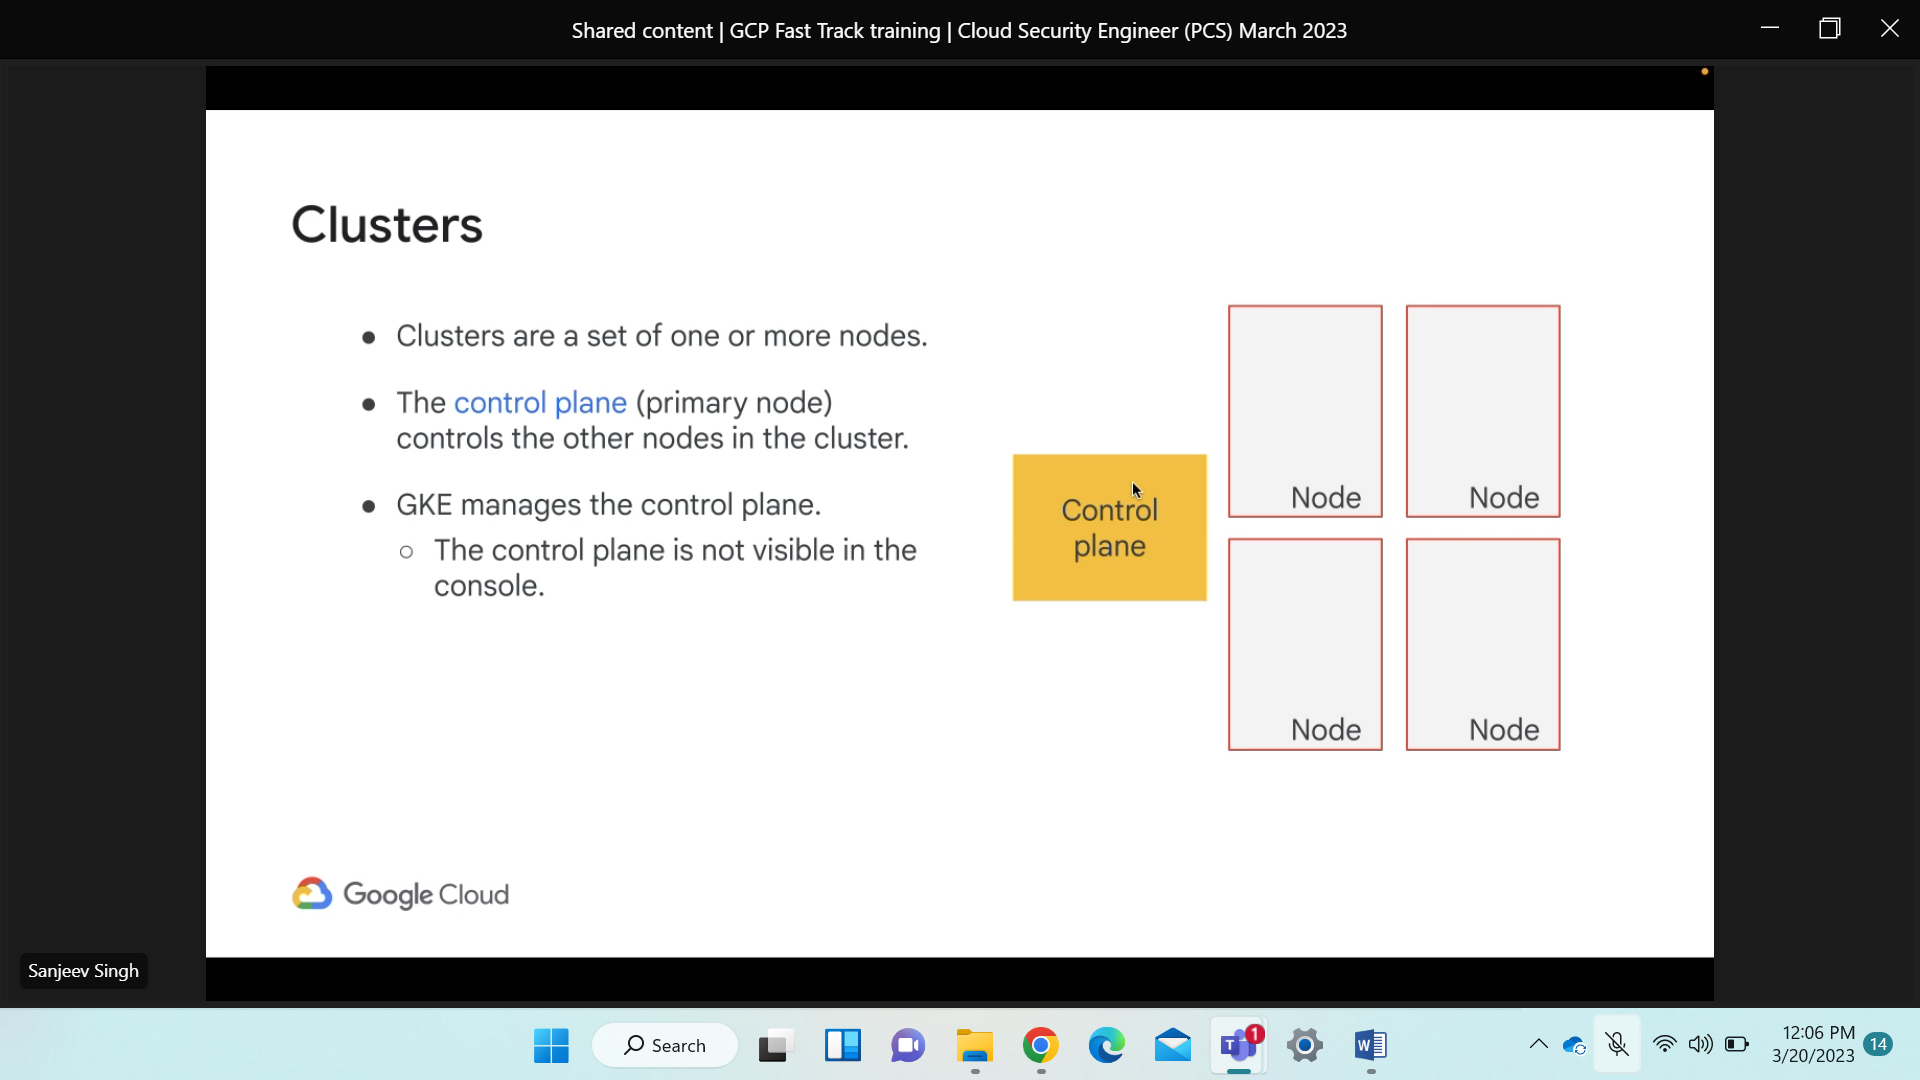 Shared content | GCP Fast Track training | Cloud Security Engineer (PCS) March 2023
Clusters
● Clusters are a set of one or more nodes.
● The control plane (primary node)
controls the other nodes in the cluster.
● GKE manages the control plane.
○ The control plane is not visible in the
console.
Control
plane
Node
Node
Node
Node
Google Cloud
Sanjeev Singh
Search
1
12:06 PM
3/20/2023
14